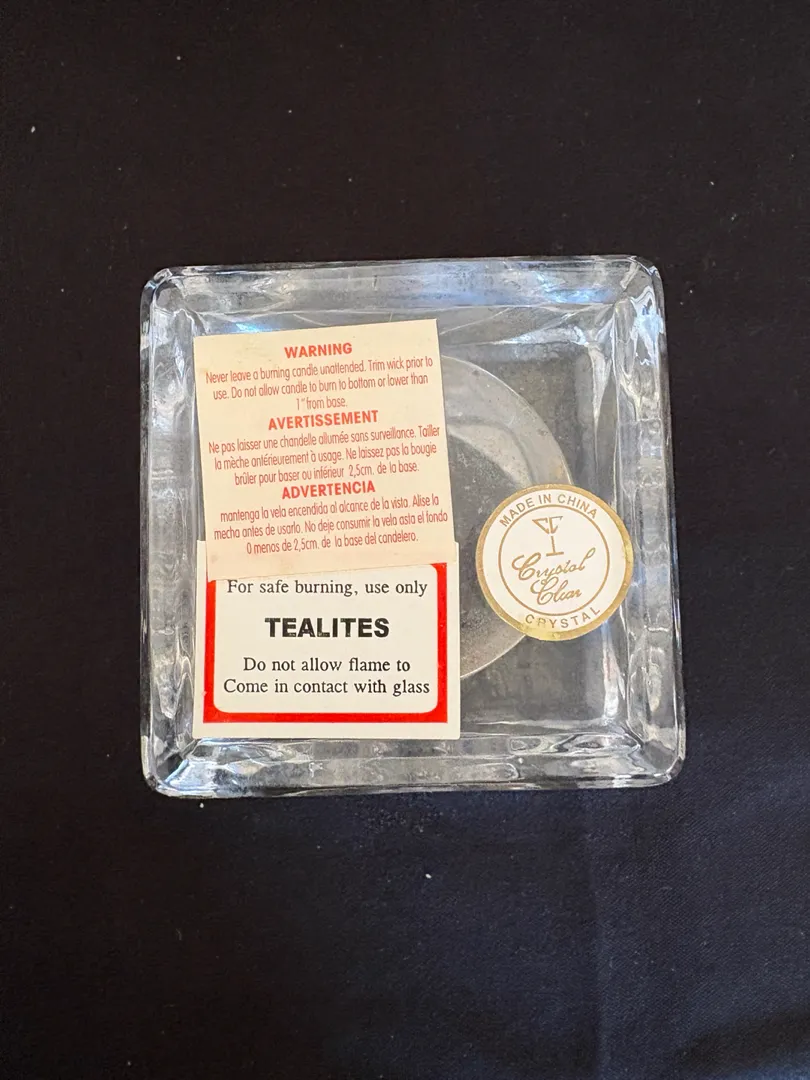 WARNING
Never leave a burning candle unattended. Trim wick prior to
use. Do not allow candle to burn to bottom or lower than
1" from base.
AVERTISSEMENT
Ne pas laisser une chandelle allumée sans surveillance. Tailler
la mèche antérieurement à usage. Ne laissez pas la bougie
brûler pour baser ou inférieur 2,5cm. de la base.
ADVERTENCIA
mantenga la vela encendida al alcance de la vista. Alise la
mecha antes de usarlo. No deje consumir la vela asta el fondo
O menos de 2,5cm. de la base del candelero.
For safe burning, use only
TEALITES
Do not allow flame to
Come in contact with glass
MADE IN CHINA
Crystal
Clear
CRYSTAL